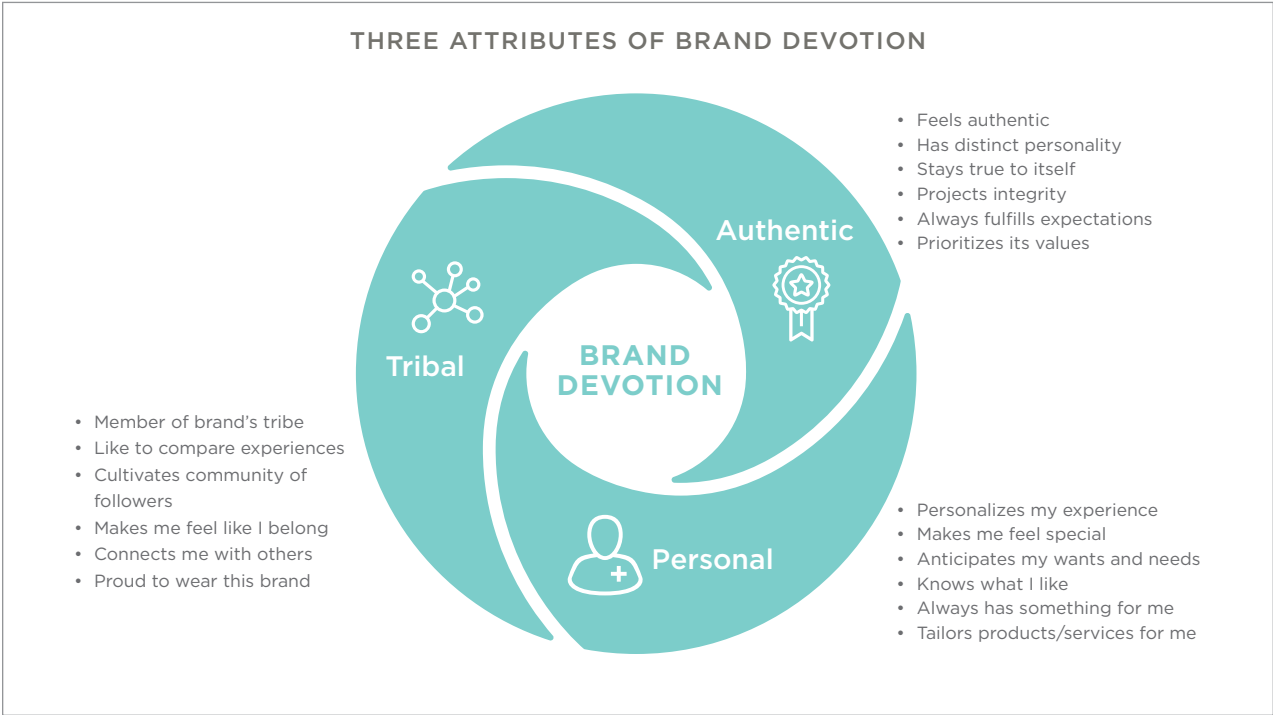 THREE ATTRIBUTES OF BRAND DEVOTION
• Feels authentic
• Has distinct personality
• Stays true to itself
• Projects integrity
• Always fulfills expectations
• Prioritizes its values
Authentic
Tribal
BRAND
DEVOTION
• Member of brand’s tribe
• Like to compare experiences
• Cultivates community of
followers
• Makes me feel like I belong
• Connects me with others
• Proud to wear this brand
Personal
• Personalizes my experience
• Makes me feel special
• Anticipates my wants and needs
• Knows what I like
• Always has something for me
• Tailors products/services for me